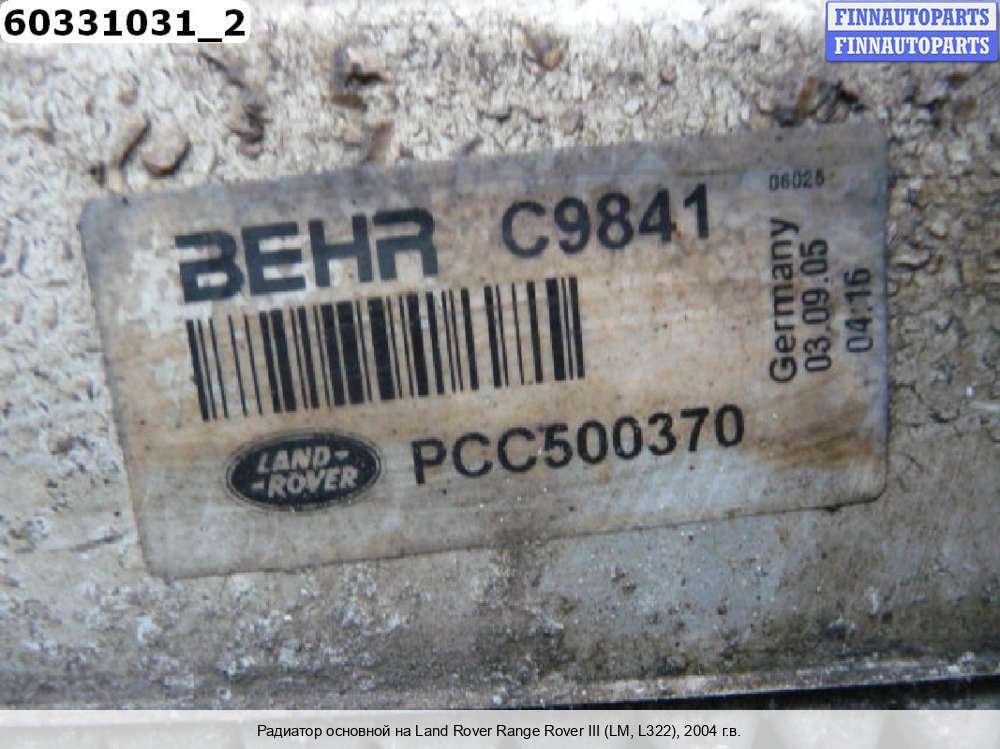 60331031_2
FINNAUTOPARTS
FINNAUTOPARTS
BEHR C9841
06025
Germany
03.09.05
04:16
LAND-
-ROVER
PCC500370
Радиатор основной на Land Rover Range Rover III (LM, L322), 2004 г.в.